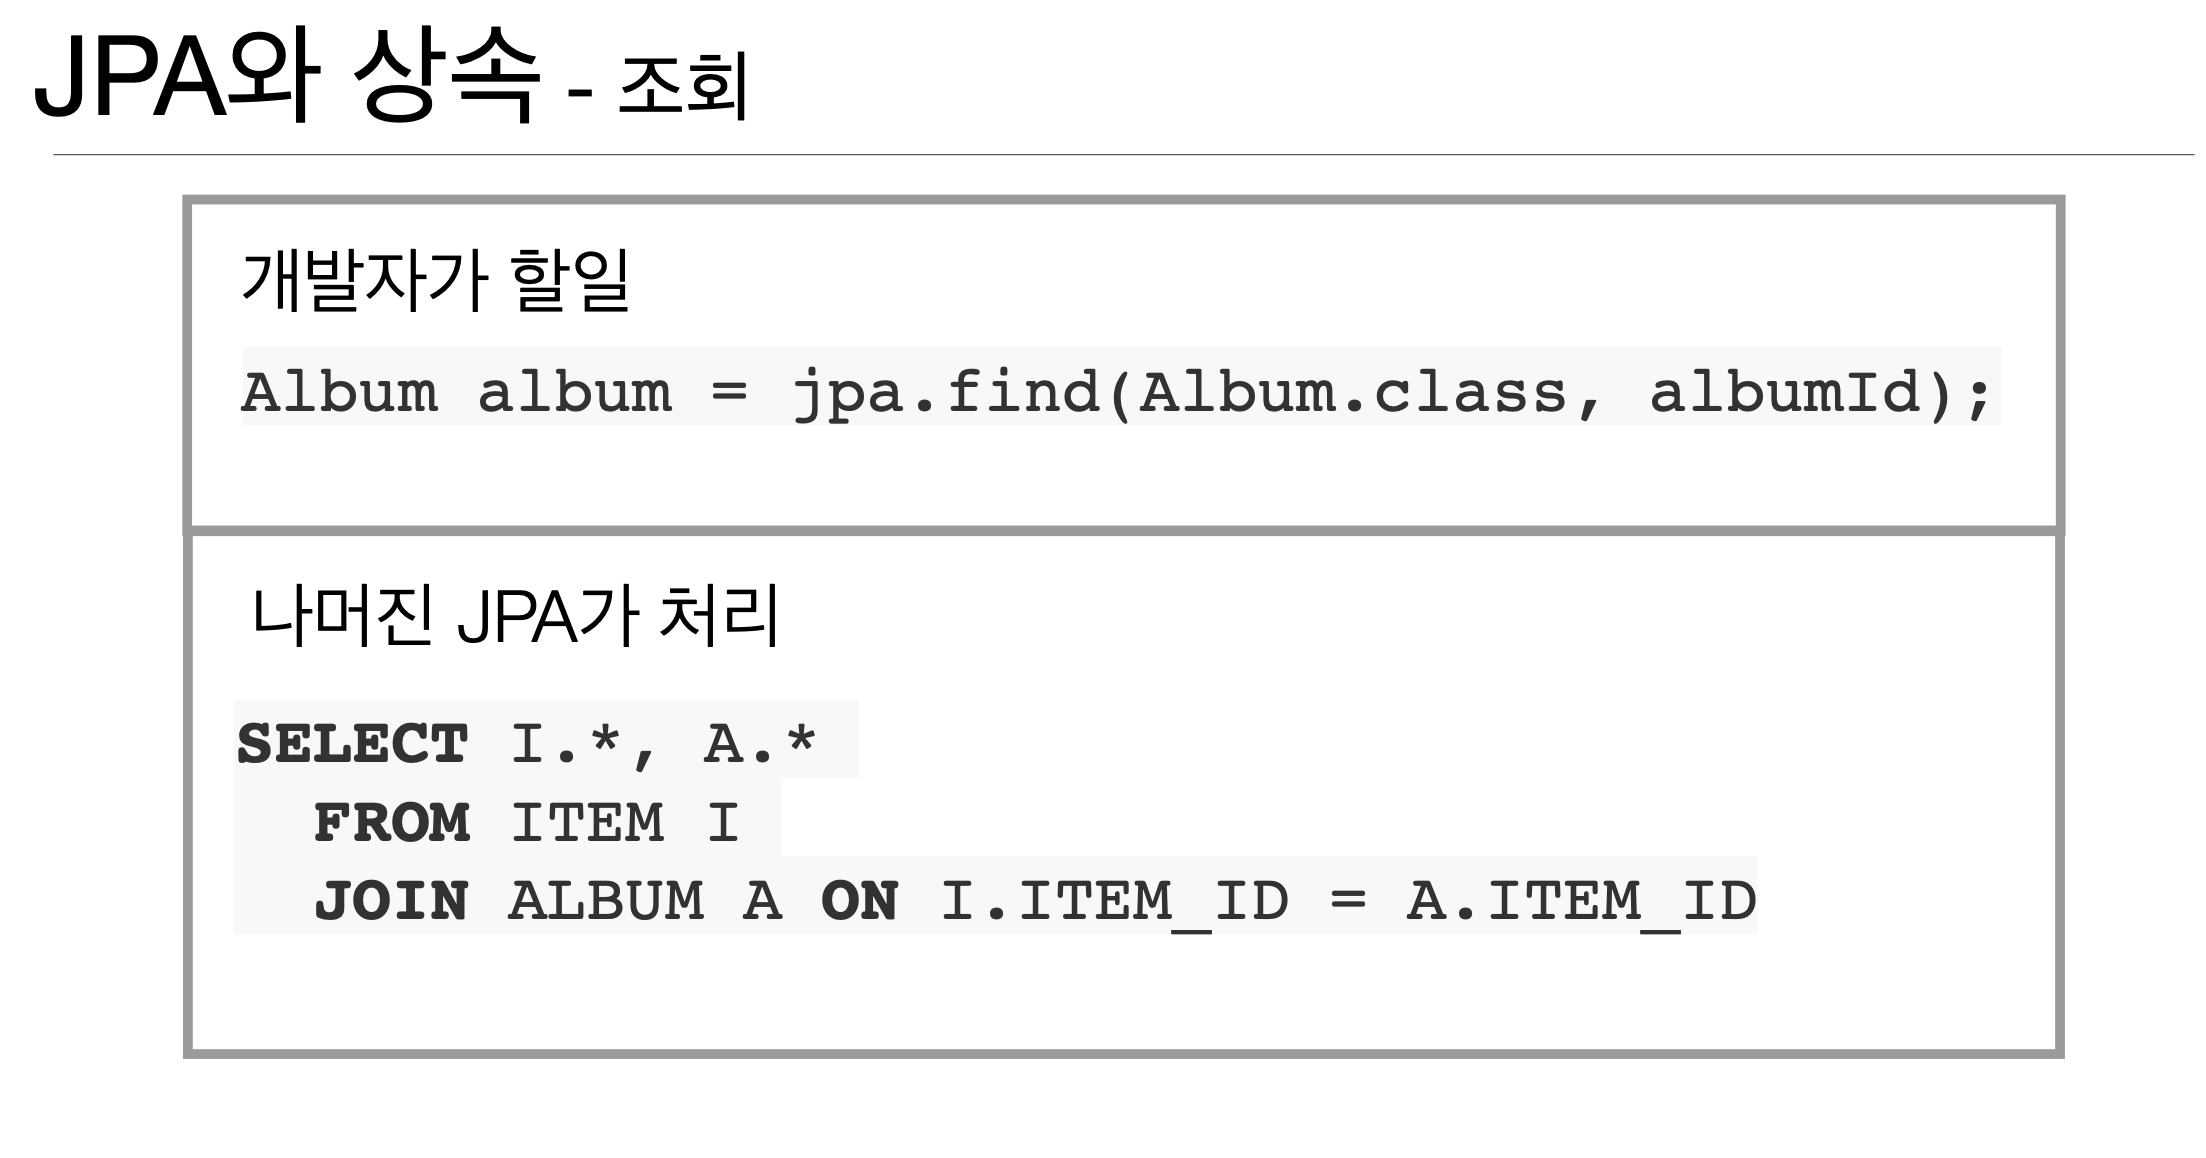 JPA와 상속 - 조회
개발자가 할일
Album album = jpa.find(Album.class, albumId);
나머진 JPA가 처리
SELECT I.*, A.*
FROM ITEM I
JOIN ALBUM A ON I.ITEM_ID = A.ITEM_ID